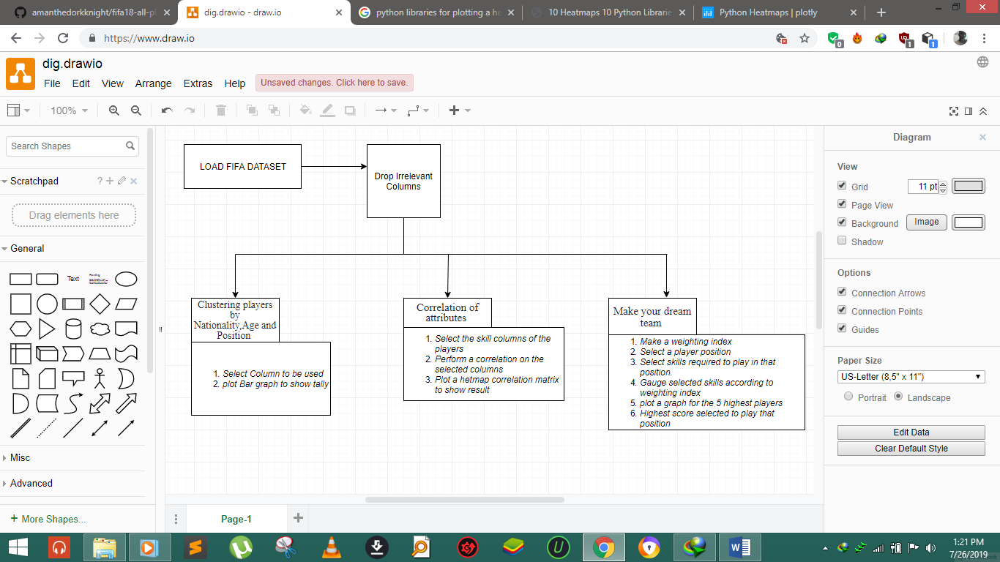 amanthedorkknight/fifa18-all-pl
dig.drawio - draw.io
python libraries for plotting a he
10 Heatmaps 10 Python Librarie
Python Heatmaps | plotly
https://www.draw.io
0
1
1
dig.drawio
File Edit View Arrange Extras Help
Unsaved changes. Click here to save.
100%
Search Shapes
Scratchpad
?
Drag elements here
General
Text
Heading
Misc
Advanced
+ More Shapes...
LOAD FIFA DATASET
Drop Irrelevant
Columns
Clustering players
by
Nationality,Age and
Position
1. Select Column to be used
2. plot Bar graph to show tally
Correlation of
attributes
1. Select the skill columns of the
players
2. Perform a correlation on the
selected columns
3. Plot a hetmap correlation matrix
to show result
Make your dream
team
1. Make a weighting index
2. Select a player position
3. Select skills required to play in that
position.
4. Gauge selected skills according to
weighting index
5. plot a graph for the 5 highest players
6. Highest score selected to play that
position
Page-1
Diagram
View
Grid
11 pt
Page View
Background
Image
Shadow
Options
Connection Arrows
Connection Points
Guides
Paper Size
US-Letter (8,5" x 11")
Portrait
Landscape
Edit Data
Clear Default Style
1:21 PM
7/26/2019